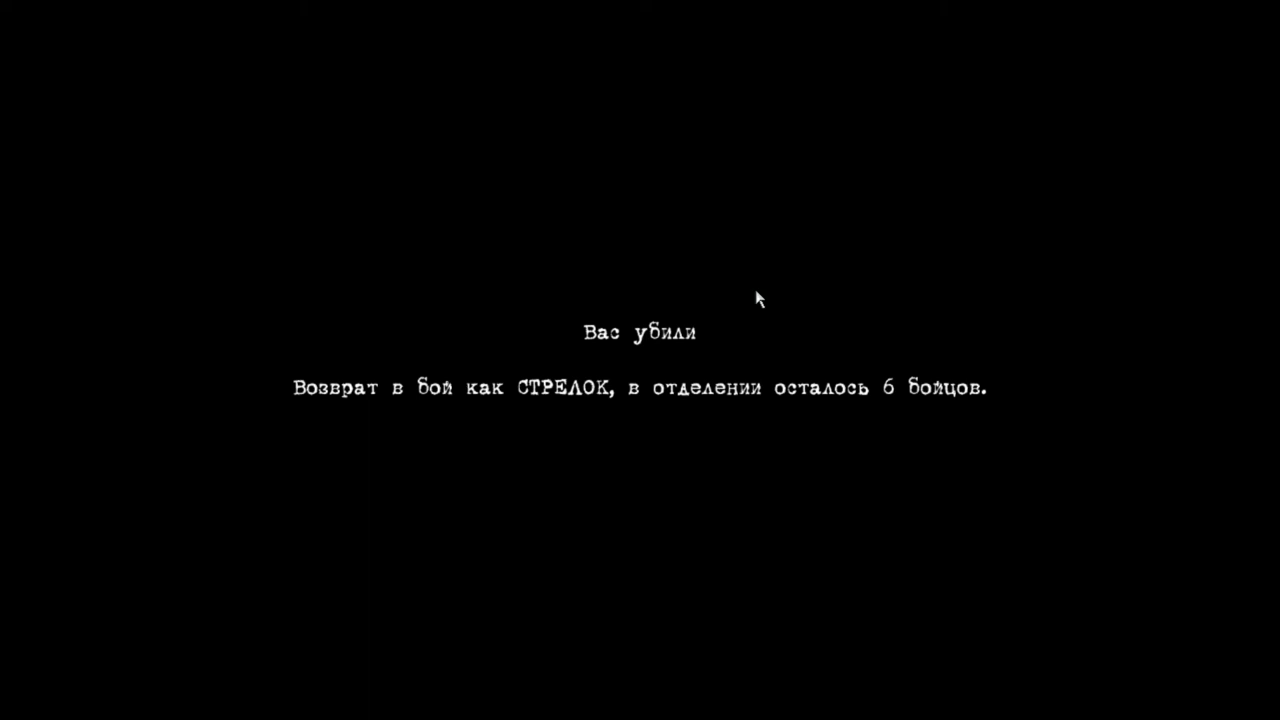 Вас убили
Возврат в бой как СТРЕЛОК, в отделении осталось 6 бойцов.